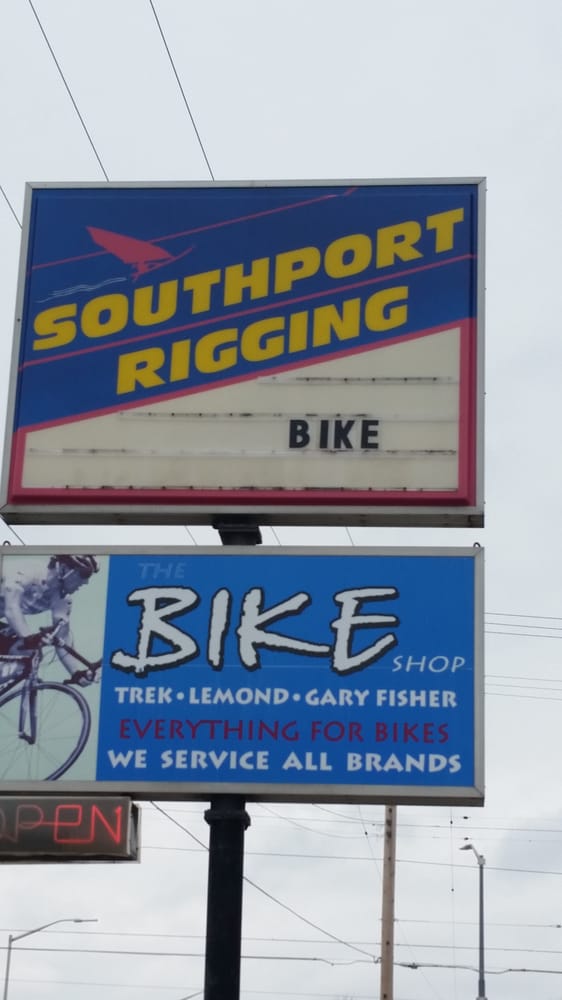 SOUTHPORT
RIGGING
BIKE
THE
BIKE
SHOP
TREK • LEMOND • GARY FISHER
EVERYTHING FOR BIKES
WE SERVICE ALL BRANDS
OPEN